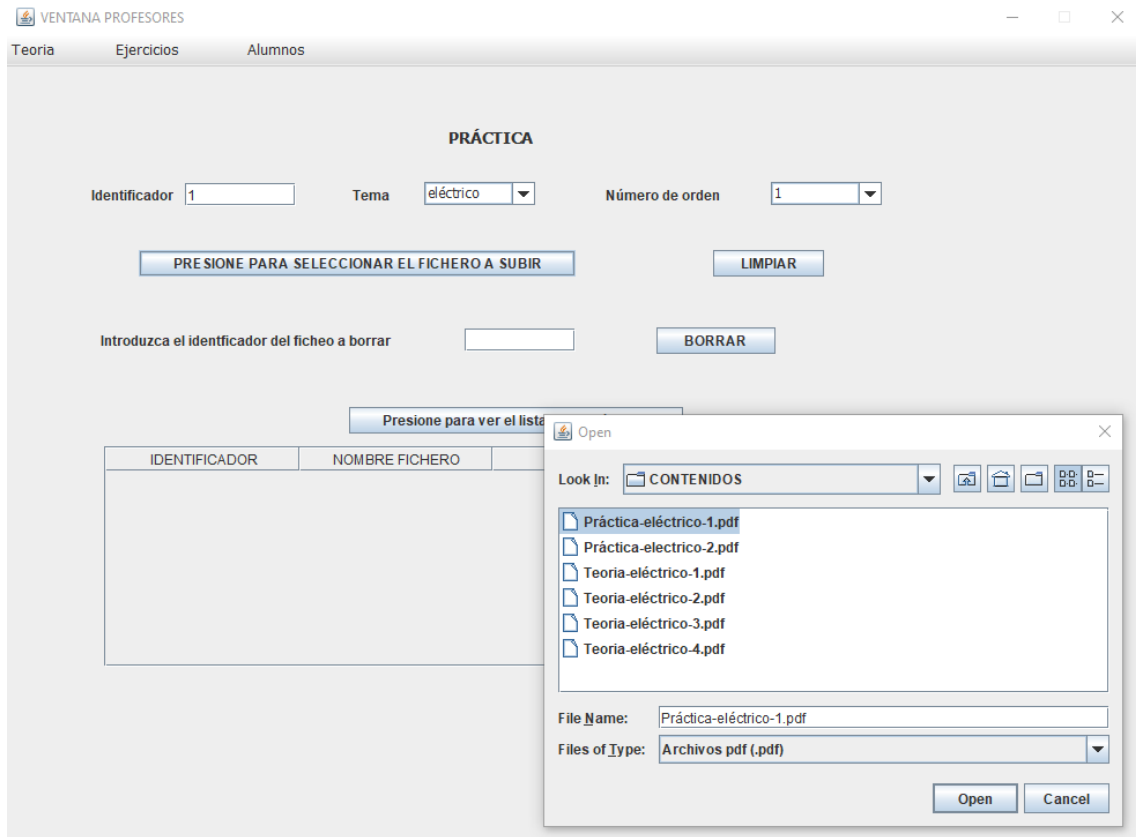 VENTANA PROFESORES
Teoria Ejercicios Alumnos
PRÁCTICA
Identificador 1 Tema eléctrico Número de orden 1
PRESIONE PARA SELECCIONAR EL FICHERO A SUBIR LIMPIAR
Introduzca el identficador del ficheo a borrar BORRAR
Presione para ver el lista
IDENTIFICADOR NOMBRE FICHERO
Open
Look In: CONTENIDOS
Práctica-eléctrico-1.pdf
Práctica-electrico-2.pdf
Teoria-eléctrico-1.pdf
Teoria-eléctrico-2.pdf
Teoria-eléctrico-3.pdf
Teoria-eléctrico-4.pdf
File Name: Práctica-eléctrico-1.pdf
Files of Type: Archivos pdf (.pdf)
Open Cancel